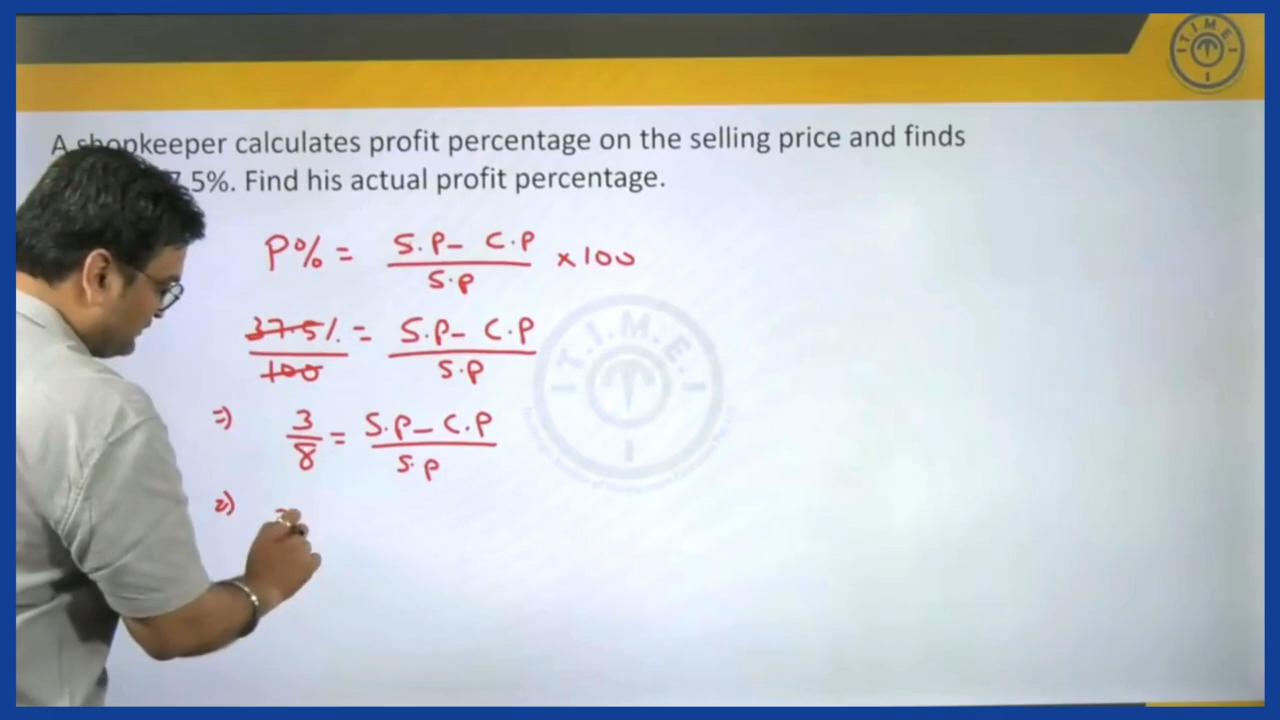 T.I.M.E.
A shopkeeper calculates profit percentage on the selling price and finds
7.5%. Find his actual profit percentage.
P% = S.P - C.P / S.P × 100
37.5% / 100 = S.P - C.P / S.P
=) 3/8 = S.P - C.P / S.P
=)
T.I.M.E.